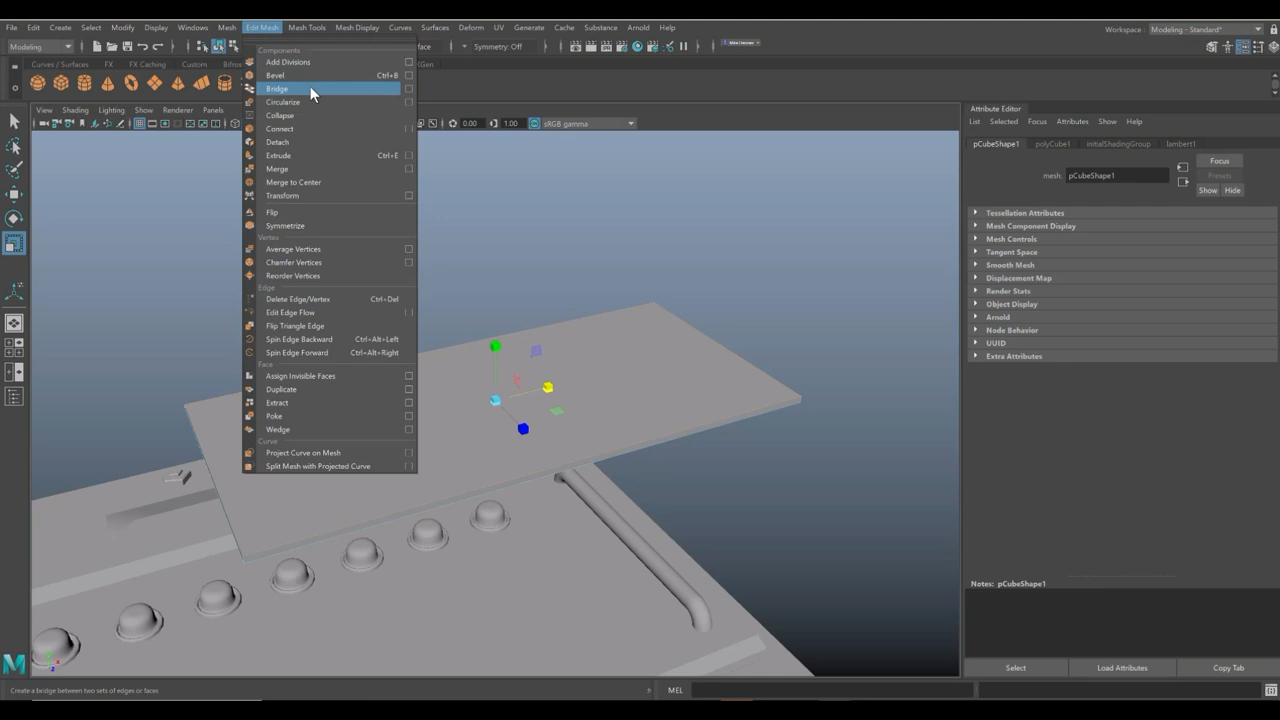 File Edit Create Select Modify Display Windows Mesh Edit Mesh Mesh Tools Mesh Display Curves Surfaces Deform UV Generate Cache Substance Arnold Help
Workspace: Modeling - Standard*
Modeling
Symmetry: Off
Curves / Surfaces FX FX Caching Custom
View Shading Lighting Show Renderer Panels
0.00 1.00 sRGB gamma
Components
Add Divisions
Bevel Ctrl+B
Bridge
Circularize
Collapse
Connect
Detach
Extrude Ctrl+E
Merge
Merge to Center
Transform
Flip
Symmetrize
Vertex
Average Vertices
Chamfer Vertices
Reorder Vertices
Edge
Delete Edge/Vertex Ctrl+Del
Edit Edge Flow
Flip Triangle Edge
Spin Edge Backward Ctrl+Alt+Left
Spin Edge Forward Ctrl+Alt+Right
Face
Assign Invisible Faces
Duplicate
Extract
Poke
Wedge
Curve
Project Curve on Mesh
Split Mesh with Projected Curve
Attribute Editor
List Selected Focus Attributes Show Help
pCubeShape1 polyCube1 initialShadingGroup lambert1
Focus
mesh: pCubeShape1
Presets
Show Hide
Tessellation Attributes
Mesh Component Display
Mesh Controls
Tangent Space
Smooth Mesh
Displacement Map
Render Stats
Object Display
Arnold
Node Behavior
UUID
Extra Attributes
Notes: pCubeShape1
Select Load Attributes Copy Tab
Create a bridge between two sets of edges or faces
MEL